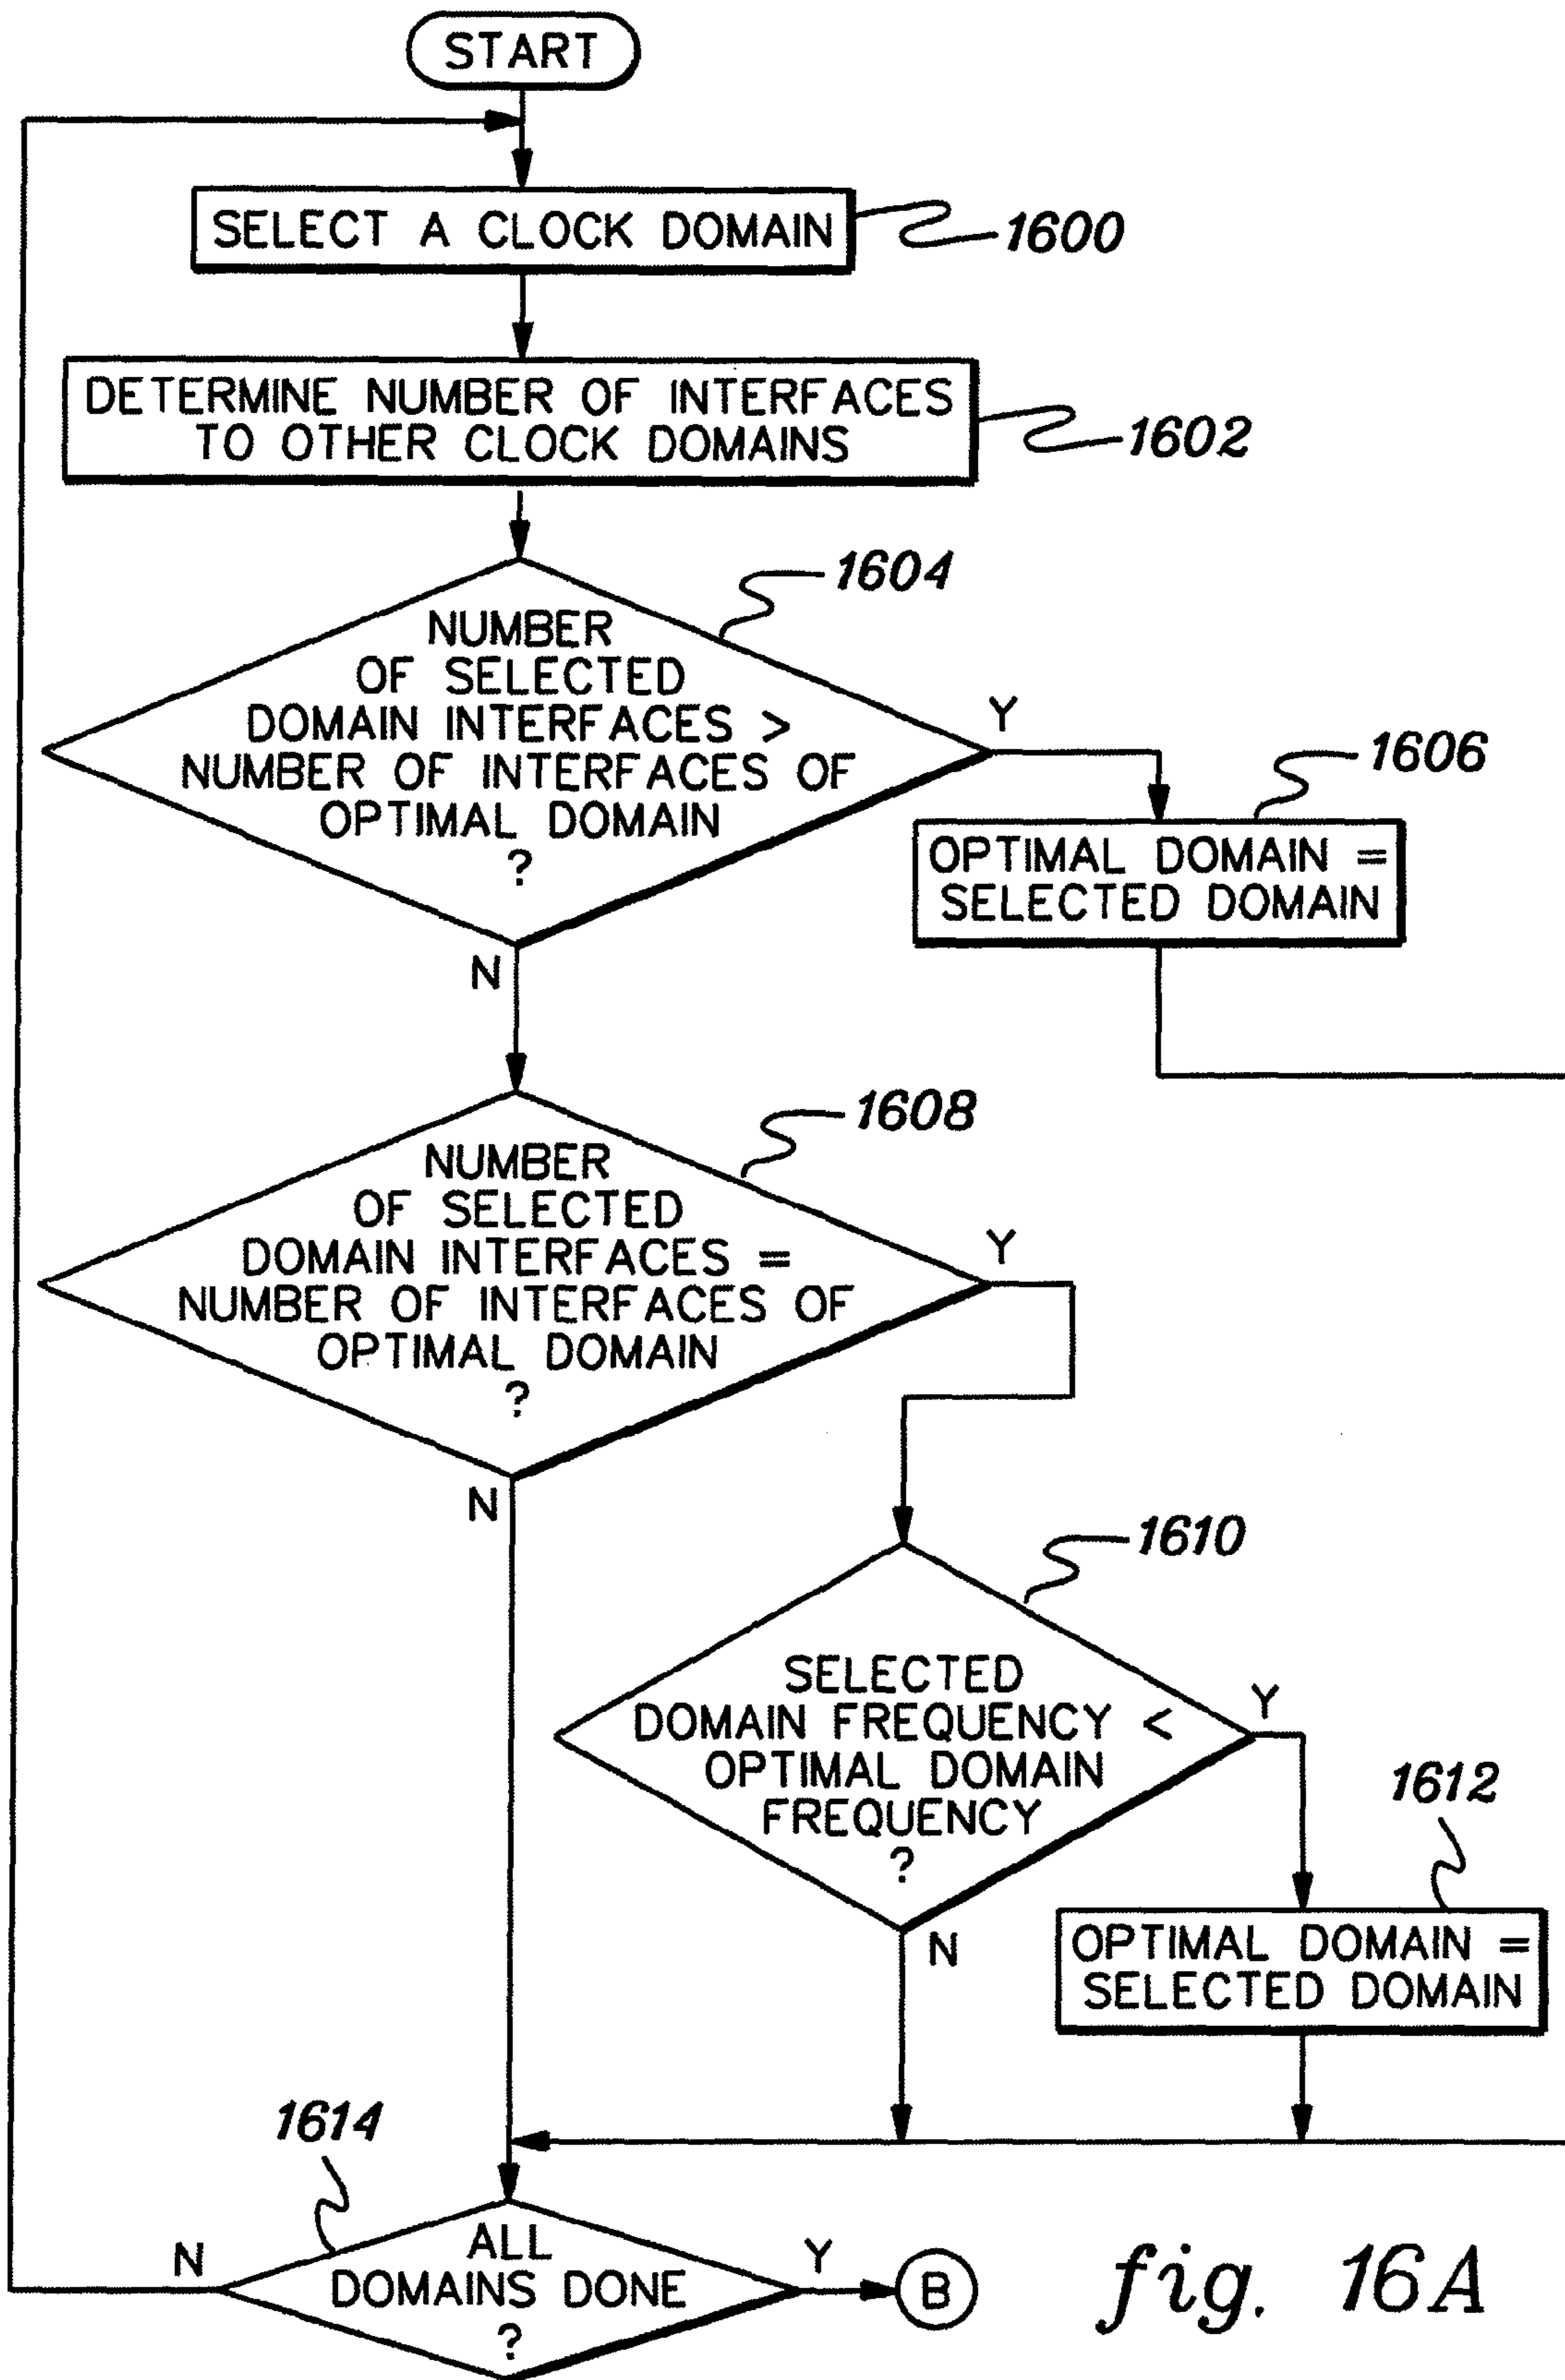 START
SELECT A CLOCK DOMAIN
1600
DETERMINE NUMBER OF INTERFACES
TO OTHER CLOCK DOMAINS
1602
1604
NUMBER
OF SELECTED
DOMAIN INTERFACES >
NUMBER OF INTERFACES OF
OPTIMAL DOMAIN
?
Y
1606
OPTIMAL DOMAIN =
SELECTED DOMAIN
N
1608
NUMBER
OF SELECTED
DOMAIN INTERFACES =
NUMBER OF INTERFACES OF
OPTIMAL DOMAIN
?
Y
N
1610
SELECTED
DOMAIN FREQUENCY <
OPTIMAL DOMAIN
FREQUENCY
?
Y
1612
OPTIMAL DOMAIN =
SELECTED DOMAIN
N
1614
ALL
DOMAINS DONE
?
N
Y
B
fig. 16A